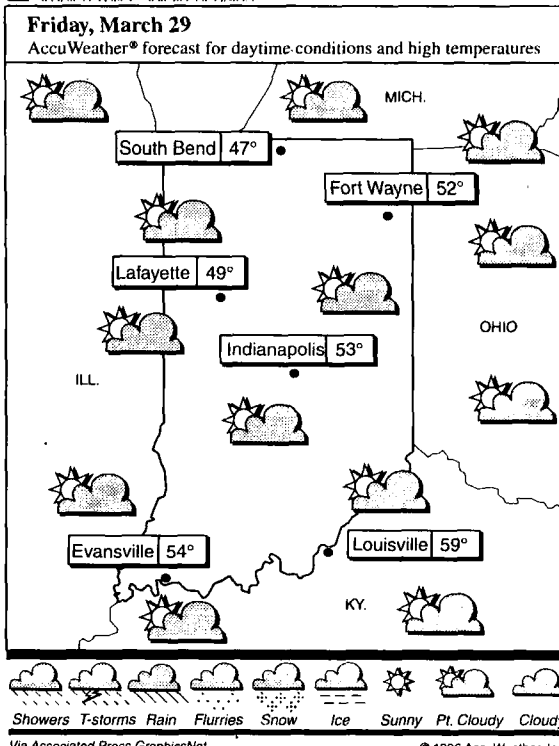 Friday, March 29
AccuWeather® forecast for daytime conditions and high temperatures
MICH.
South Bend 47°
Fort Wayne 52°
Lafayette 49°
OHIO
Indianapolis 53°
ILL.
Evansville 54°
Louisville 59°
KY.
Showers T-storms Rain Flurries Snow Ice Sunny Pt. Cloudy Cloudy
Via Associated Press GraphicsNet